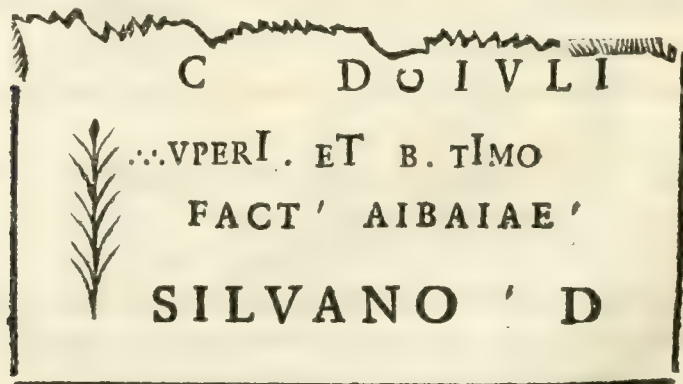 C D O IVLI
...VPERI . ET B . TIMO
FACT ' AIBAIAE '
SILVANO ' D